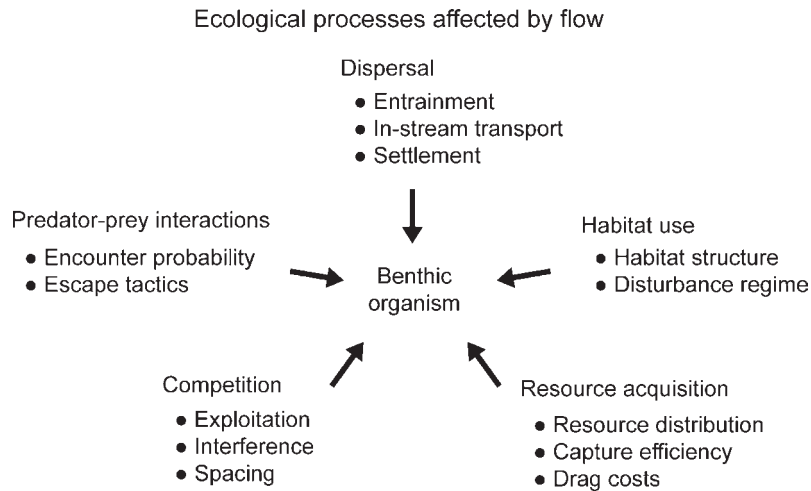 Ecological processes affected by flow
Dispersal
● Entrainment
● In-stream transport
● Settlement
Predator-prey interactions
● Encounter probability
● Escape tactics
Habitat use
● Habitat structure
● Disturbance regime
Benthic
organism
Competition
● Exploitation
● Interference
● Spacing
Resource acquisition
● Resource distribution
● Capture efficiency
● Drag costs